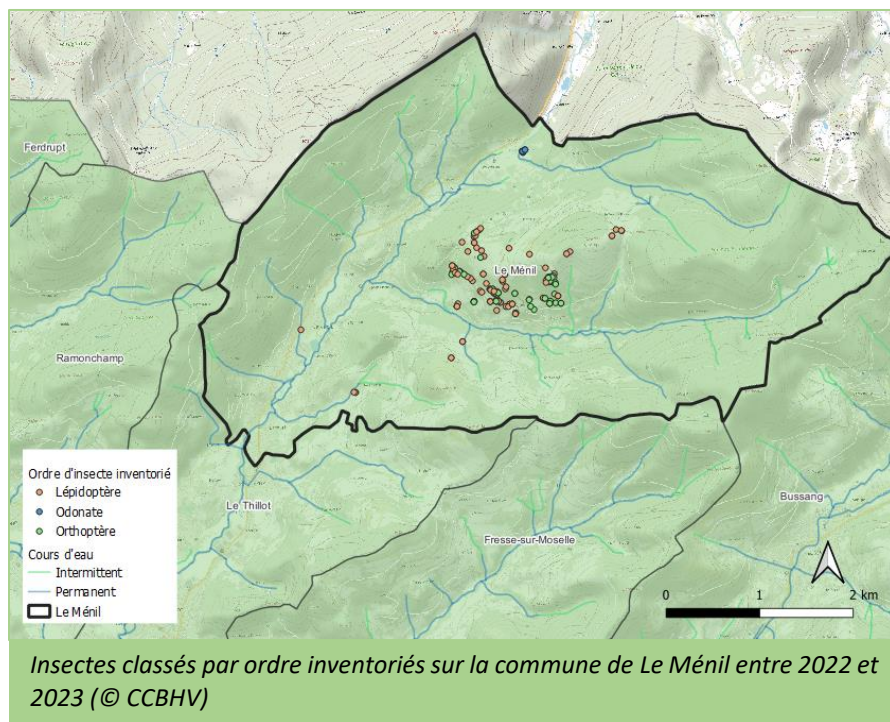 Ferdrupt
Le Ménil
Ramonchamp
Ordre d'insecte inventorié
Lépidoptère
Odonate
Orthoptère
Cours d'eau
Intermittent
Permanent
Le Ménil
Le Thillot
Bussang
Fresse-sur-Moselle
0 1 2 km
Insectes classés par ordre inventoriés sur la commune de Le Ménil entre 2022 et
2023 (© CCBHV)